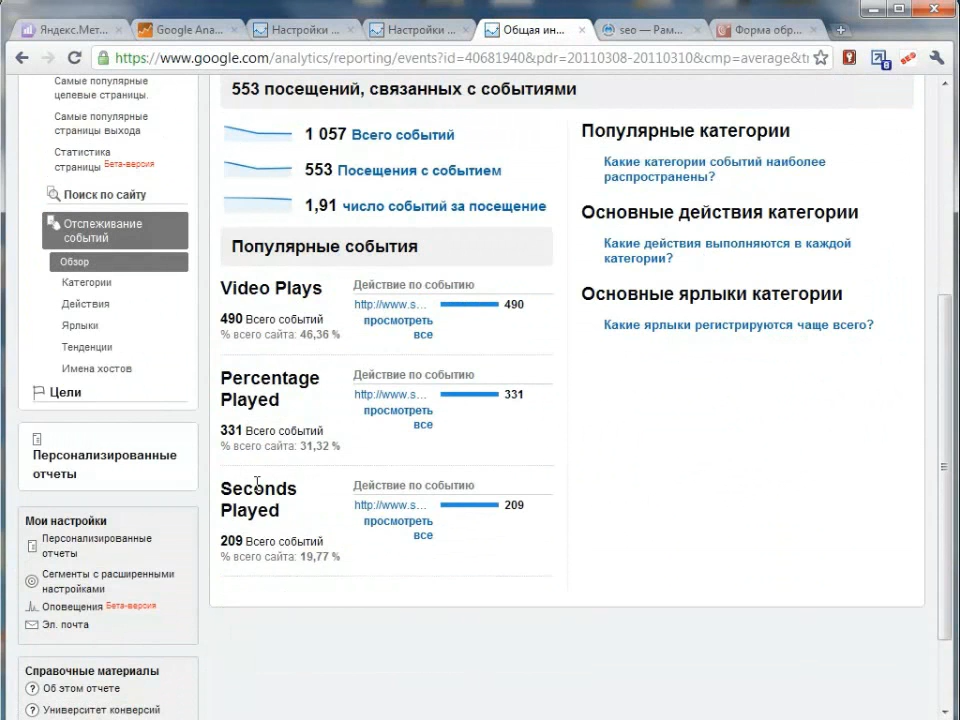 Яндекс.Мет...
Google Ana...
Настройки
Настройки
Общая ин...
seo — Рам...
Форма обр...
https://www.google.com/analytics/reporting/events?id=40681940&pdr=20110308-20110310&cmp=average&
Самые популярные
целевые страницы.
Самые популярные
страницы выхода
Статистика
страницы Бета-версия
Поиск по сайту
Отслеживание
событий
Обзор
Категории
Действия
Ярлыки
Тенденции
Имена хостов
Цели
Персонализированные
отчеты
Мои настройки
Персонализированные
отчеты
Сегменты с расширенными
настройками
Оповещения Бета-версия
Эл. почта
Справочные материалы
Об этом отчете
Университет конверсий
553 посещений, связанных с событиями
1 057 Всего событий
553 Посещения с событием
1,91 число событий за посещение
Популярные события
Video Plays
490 Всего событий
% всего сайта: 46,36 %
Действие по событию
http://www.s... 490
просмотреть
все
Percentage
Played
331 Всего событий
% всего сайта: 31,32 %
Действие по событию
http://www.s... 331
просмотреть
все
Seconds
Played
209 Всего событий
% всего сайта: 19,77 %
Действие по событию
http://www.s... 209
просмотреть
все
Популярные категории
Какие категории событий наиболее
распространены?
Основные действия категории
Какие действия выполняются в каждой
категории?
Основные ярлыки категории
Какие ярлыки регистрируются чаще всего?